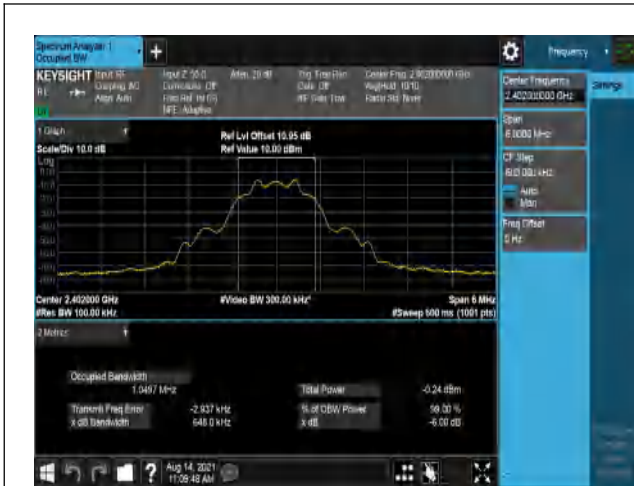 Spectrum Analyzer 1
Occupied BW
+
Frequency
KEYSIGHT
Input: RF
Coupling: AC
Align: Auto
Input Z: 50 Ω
Corrections: Off
Freq Ref: Int (S)
NFE: Adaptive
Atten: 20 dB
Trig: Free Run
Gate: Off
#IF Gain: Low
Center Freq: 2.402000000 GHz
Avg|Hold: 10/10
Radio Std: None
Center Frequency
2.402000000 GHz
Settings
Span
6.0000 MHz
CF Step
600.000 kHz
Auto
Man
Freq Offset
0 Hz
1 Graph
Scale/Div 10.0 dB
Ref Lvl Offset 10.95 dB
Ref Value 10.00 dBm
Log
Center 2.402000 GHz
#Video BW 300.00 kHz*
Span 6 MHz
#Res BW 100.00 kHz
#Sweep 500 ms (1001 pts)
2 Metrics
Occupied Bandwidth
1.0497 MHz
Total Power
-0.24 dBm
Transmit Freq Error
-2.937 kHz
% of OBW Power
99.00 %
x dB Bandwidth
648.0 kHz
x dB
-6.00 dB
?
Aug 14, 2021
11:09:48 AM